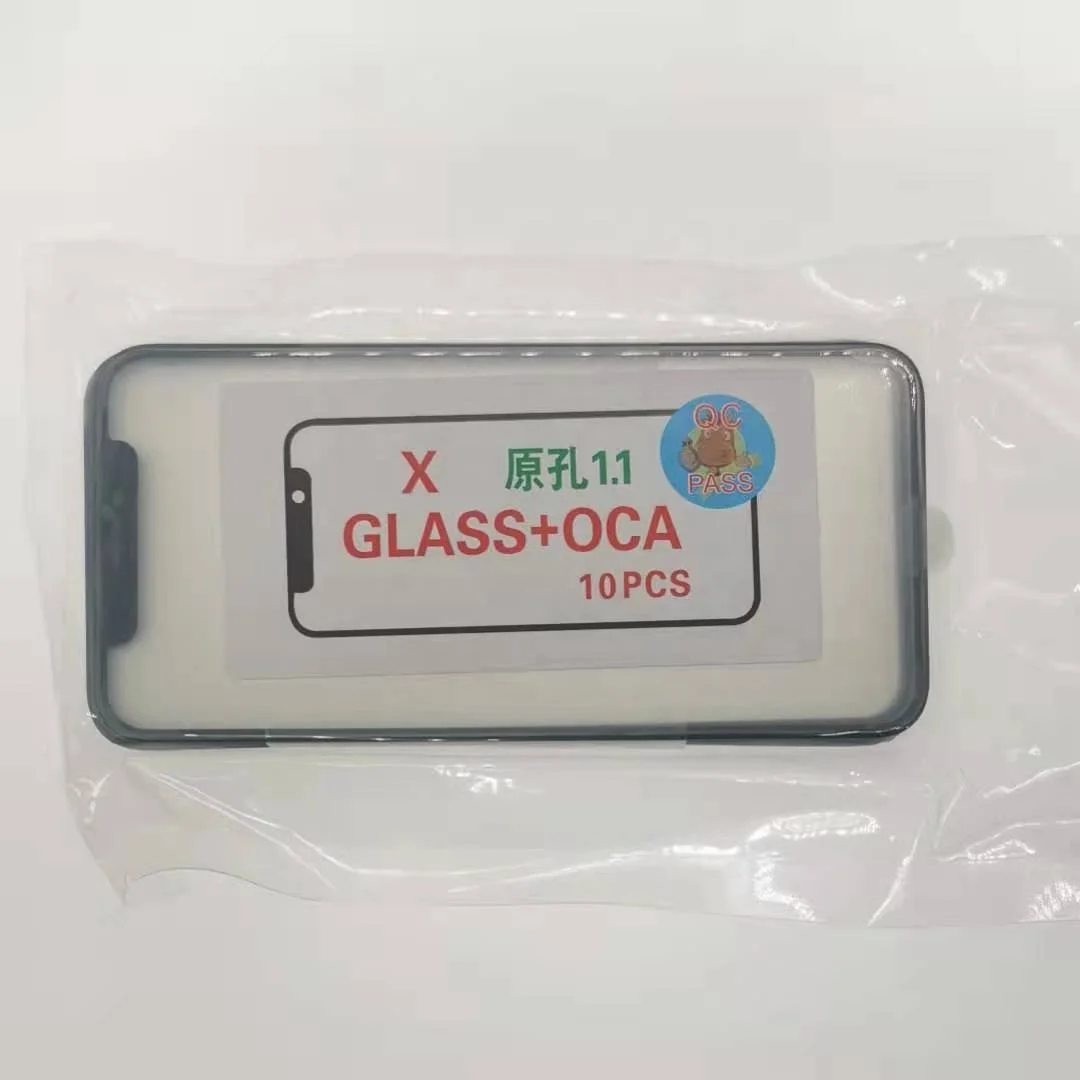 QC
PASS
X 原孔1.1
GLASS+OCA
10PCS